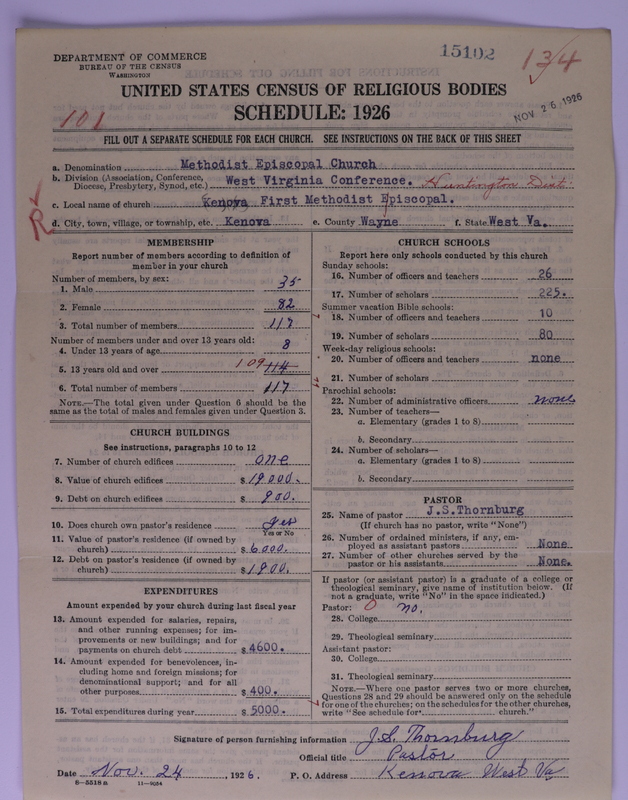 DEPARTMENT OF COMMERCE
BUREAU OF THE CENSUS
WASHINGTON
15102
13/4
NOV 26 1926
UNITED STATES CENSUS OF RELIGIOUS BODIES
SCHEDULE: 1926
101
FILL OUT A SEPARATE SCHEDULE FOR EACH CHURCH. SEE INSTRUCTIONS ON THE BACK OF THIS SHEET
a. Denomination Methodist Episcopal Church
b. Division (Association, Conference, Diocese, Presbytery, Synod, etc.) West Virginia Conference. Huntington Dist.
c. Local name of church Kenova First Methodist Episcopal.
R
d. City, town, village, or township, etc. Kenova e. County Wayne f. State West Va.
MEMBERSHIP
Report number of members according to definition of
member in your church
Number of members, by sex:
1. Male 35
2. Female 82
3. Total number of members 117
Number of members under and over 13 years old:
4. Under 13 years of age 8
5. 13 years old and over 109 114
6. Total number of members 117
NOTE.—The total given under Question 6 should be
same as the total of males and females given under Question 3.
CHURCH BUILDINGS
See instructions, paragraphs 10 to 12
7. Number of church edifices one
8. Value of church edifices $ 19000.
9. Debt on church edifices $ 900.
10. Does church own pastor's residence yes
Yes or No
11. Value of pastor's residence (if owned by
church) $ 6000.
12. Debt on pastor's residence (if owned by
church) $ 1800.
EXPENDITURES
Amount expended by your church during last fiscal year
13. Amount expended for salaries, repairs,
and other running expenses; for im-
provements or new buildings; and for
payments on church debt $ 4600.
14. Amount expended for benevolences, in-
cluding home and foreign missions; for
denominational support; and for all
other purposes $ 400.
15. Total expenditures during year $ 5000.
CHURCH SCHOOLS
Report here only schools conducted by this church
Sunday schools:
16. Number of officers and teachers 26
17. Number of scholars 225.
Summer vacation Bible schools:
18. Number of officers and teachers 10
19. Number of scholars 80
Week-day religious schools:
20. Number of officers and teachers none
21. Number of scholars
Parochial schools:
22. Number of administrative officers none
23. Number of teachers—
a. Elementary (grades 1 to 8)
b. Secondary
24. Number of scholars—
a. Elementary (grades 1 to 8)
b. Secondary
PASTOR
25. Name of pastor J.S.Thornburg
(If church has no pastor, write "None")
26. Number of ordained ministers, if any, em-
ployed as assistant pastors None
27. Number of other churches served by the
pastor or his assistants None.
If pastor (or assistant pastor) is a graduate of a college or
theological seminary, give name of institution below. (If
not a graduate, write "No" in the space indicated.)
Pastor: 0 no.
28. College
29. Theological seminary
Assistant pastor:
30. College
31. Theological seminary
NOTE.—Where one pastor serves two or more churches,
Questions 28 and 29 should be answered only on the schedule
for one of the churches; on the schedules for the other churches,
write "See schedule for church."
Signature of person furnishing information J. S. Thornburg
Official title Pastor
Date Nov. 24, 1926. P. O. Address Kenova West Va
8—5518 a 11—9024